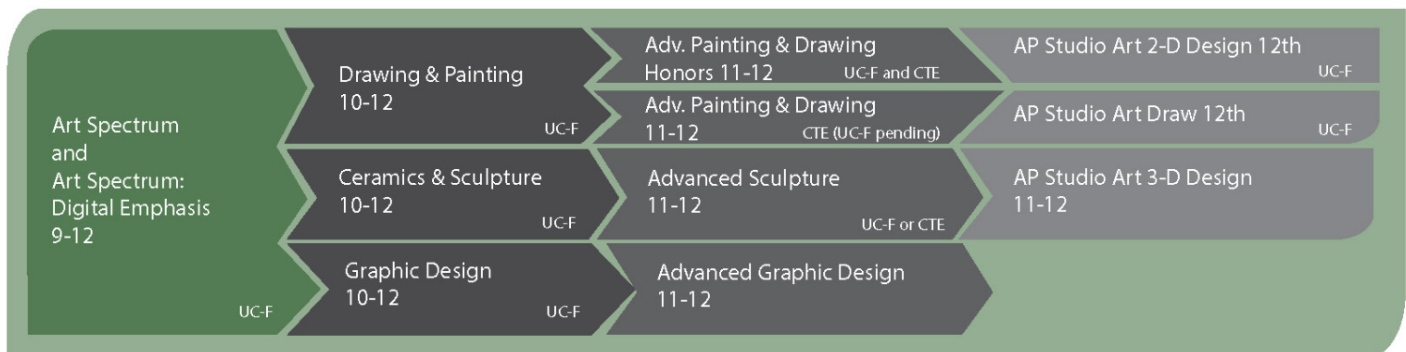 Art Spectrum
and
Art Spectrum:
Digital Emphasis
9-12
UC-F
Drawing & Painting
10-12
UC-F
Ceramics & Sculpture
10-12
UC-F
Graphic Design
10-12
UC-F
Adv. Painting & Drawing
Honors 11-12 UC-F and CTE
Adv. Painting & Drawing
11-12 CTE (UC-F pending)
Advanced Sculpture
11-12
UC-F or CTE
Advanced Graphic Design
11-12
AP Studio Art 2-D Design 12th
UC-F
AP Studio Art Draw 12th
UC-F
AP Studio Art 3-D Design
11-12